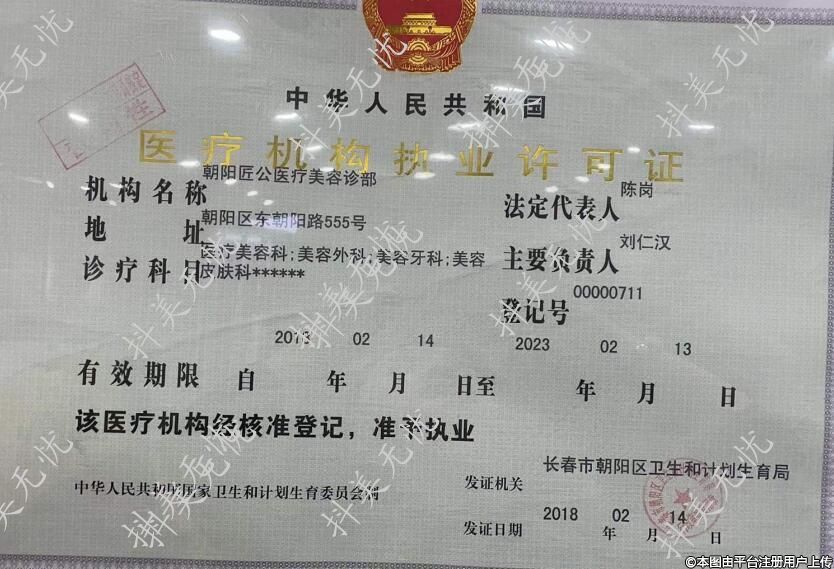 中华人民共和国
医疗机构执业许可证
机构名称 朝阳匠公医疗美容诊部
法定代表人 陈岗
地址 朝阳区东朝阳路555号
主要负责人 刘仁汉
诊疗科目 医疗美容科;美容外科;美容牙科;美容
皮肤科******
登记号 00000711
有效期限 自 2018 年 02 月 14 日至 2023 年 02 月 13 日
该医疗机构经核准登记，准予执业
中华人民共和国国家卫生和计划生育委员会制
发证机关 长春市朝阳区卫生和计划生育局
发证日期 2018 年 02 月 14 日
抖美无忧
©本图由平台注册用户上传